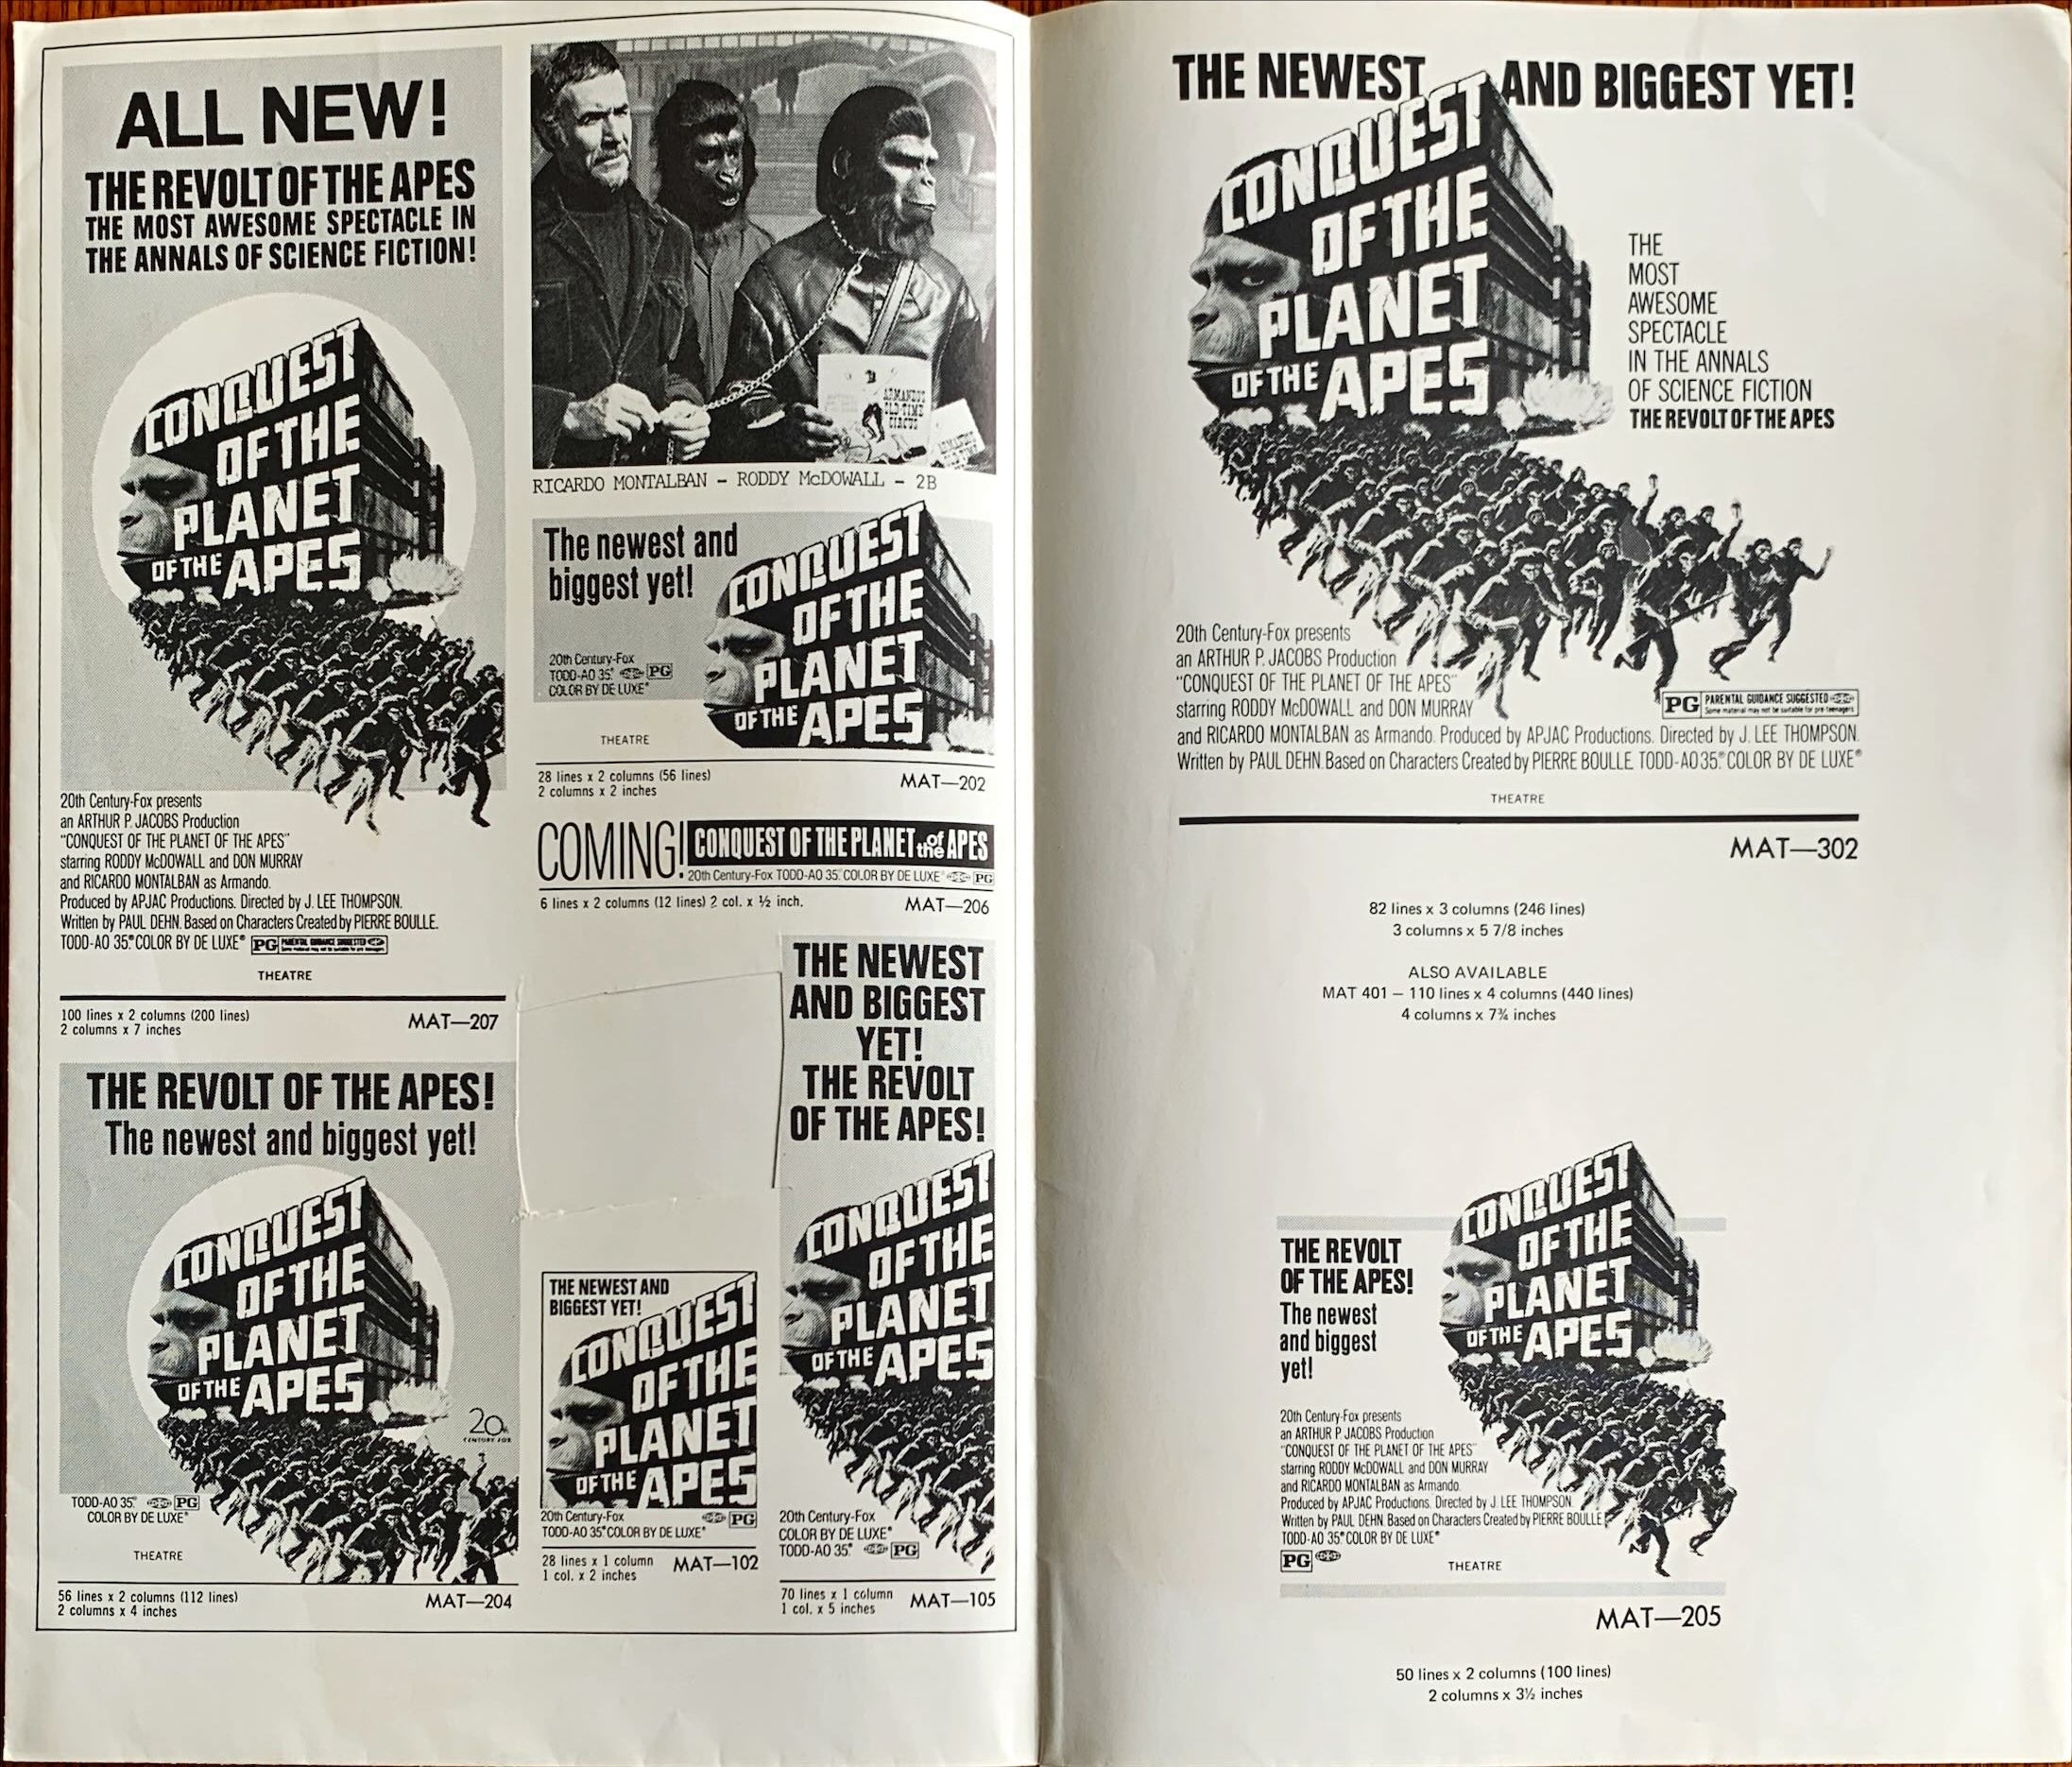 ALL NEW!
THE REVOLT OF THE APES
THE MOST AWESOME SPECTACLE IN
THE ANNALS OF SCIENCE FICTION!
CONQUEST
OF THE
PLANET
OF THE APES
20th Century-Fox presents
an ARTHUR P. JACOBS Production
"CONQUEST OF THE PLANET OF THE APES"
starring RODDY McDOWALL and DON MURRAY
and RICARDO MONTALBAN as Armando.
Produced by APJAC Productions. Directed by J. LEE THOMPSON.
Written by PAUL DEHN. Based on Characters Created by PIERRE BOULLE.
TODD-AO 35® COLOR BY DE LUXE® PG PARENTAL GUIDANCE SUGGESTED
THEATRE
100 lines x 2 columns (200 lines)
2 columns x 7 inches
MAT—207
THE REVOLT OF THE APES!
The newest and biggest yet!
CONQUEST
OF THE
PLANET
OF THE APES
20th
CENTURY-FOX
TODD-AO 35® PG
COLOR BY DE LUXE®
THEATRE
56 lines x 2 columns (112 lines)
2 columns x 4 inches
MAT—204
ARMANDO'S
OLD TIME
CIRCUS
RICARDO MONTALBAN - RODDY McDOWALL - 2B
The newest and
biggest yet!
CONQUEST
OF THE
PLANET
OF THE APES
20th Century-Fox
TODD-AO 35® PG
COLOR BY DE LUXE®
THEATRE
28 lines x 2 columns (56 lines)
2 columns x 2 inches
MAT—202
COMING! CONQUEST OF THE PLANET of the APES
20th Century-Fox TODD-AO 35® COLOR BY DE LUXE® PG
6 lines x 2 columns (12 lines) 2 col. x ½ inch.
MAT—206
THE NEWEST AND
BIGGEST YET!
CONQUEST
OF THE
PLANET
OF THE APES
20th Century-Fox PG
TODD-AO 35® COLOR BY DE LUXE®
28 lines x 1 column
1 col. x 2 inches
MAT—102
THE NEWEST
AND BIGGEST
YET!
THE REVOLT
OF THE APES!
CONQUEST
OF THE
PLANET
OF THE APES
20th Century-Fox
COLOR BY DE LUXE®
TODD-AO 35® PG
70 lines x 1 column
1 col. x 5 inches
MAT—105
THE NEWEST AND BIGGEST YET!
CONQUEST
OF THE
PLANET
OF THE APES
THE
MOST
AWESOME
SPECTACLE
IN THE ANNALS
OF SCIENCE FICTION
THE REVOLT OF THE APES
20th Century-Fox presents
an ARTHUR P. JACOBS Production
"CONQUEST OF THE PLANET OF THE APES"
starring RODDY McDOWALL and DON MURRAY
PG PARENTAL GUIDANCE SUGGESTED
Some material may not be suitable for pre-teenagers
and RICARDO MONTALBAN as Armando. Produced by APJAC Productions. Directed by J. LEE THOMPSON.
Written by PAUL DEHN. Based on Characters Created by PIERRE BOULLE. TODD-AO 35® COLOR BY DE LUXE®
THEATRE
MAT—302
82 lines x 3 columns (246 lines)
3 columns x 5 7/8 inches
ALSO AVAILABLE
MAT 401 – 110 lines x 4 columns (440 lines)
4 columns x 7¾ inches
THE REVOLT
OF THE APES!
The newest
and biggest
yet!
CONQUEST
OF THE
PLANET
OF THE APES
20th Century-Fox presents
an ARTHUR P. JACOBS Production
"CONQUEST OF THE PLANET OF THE APES"
starring RODDY McDOWALL and DON MURRAY
and RICARDO MONTALBAN as Armando.
Produced by APJAC Productions. Directed by J. LEE THOMPSON.
Written by PAUL DEHN. Based on Characters Created by PIERRE BOULLE.
TODD-AO 35® COLOR BY DE LUXE®
PG
THEATRE
MAT—205
50 lines x 2 columns (100 lines)
2 columns x 3½ inches